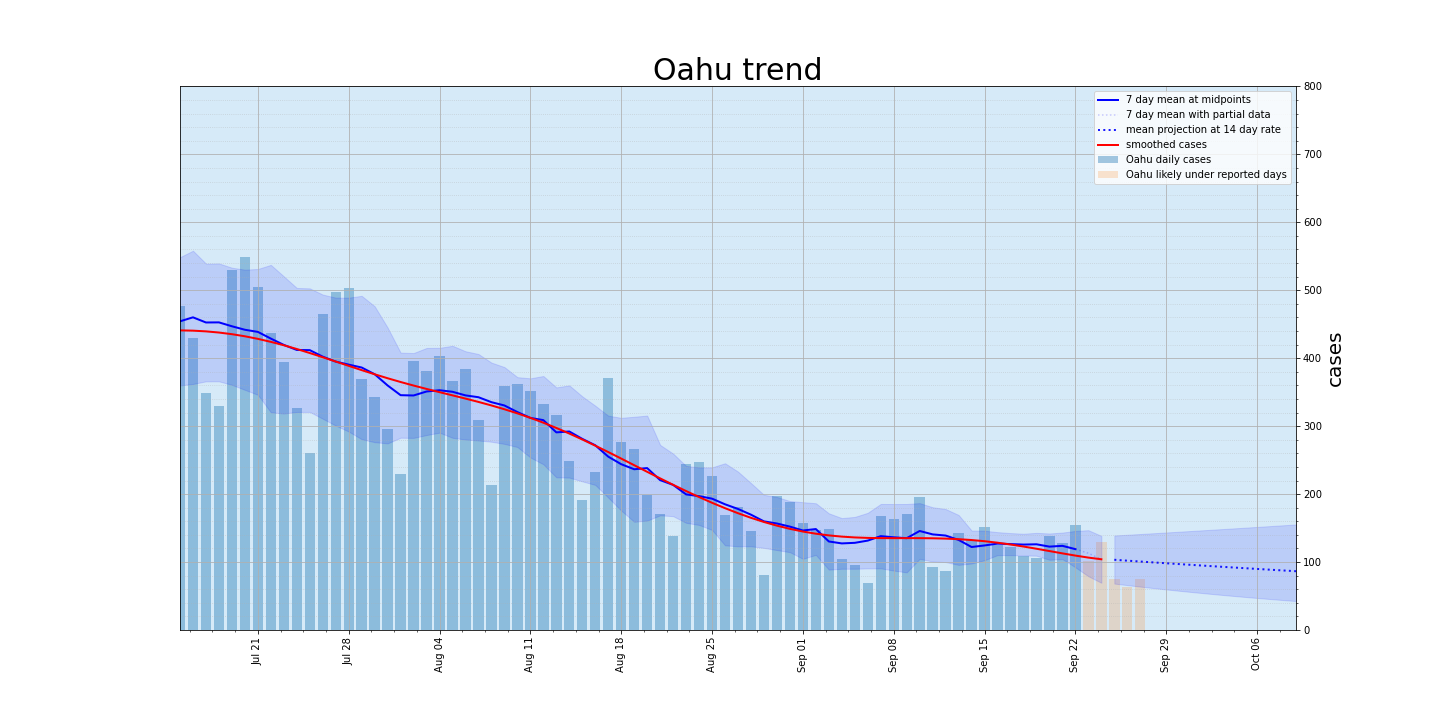 Oahu trend
7 day mean at midpoints
7 day mean with partial data
mean projection at 14 day rate
smoothed cases
Oahu daily cases
Oahu likely under reported days
800
700
600
500
400
300
200
100
0
cases
Jul 21
Jul 28
Aug 04
Aug 11
Aug 18
Aug 25
Sep 01
Sep 08
Sep 15
Sep 22
Sep 29
Oct 06